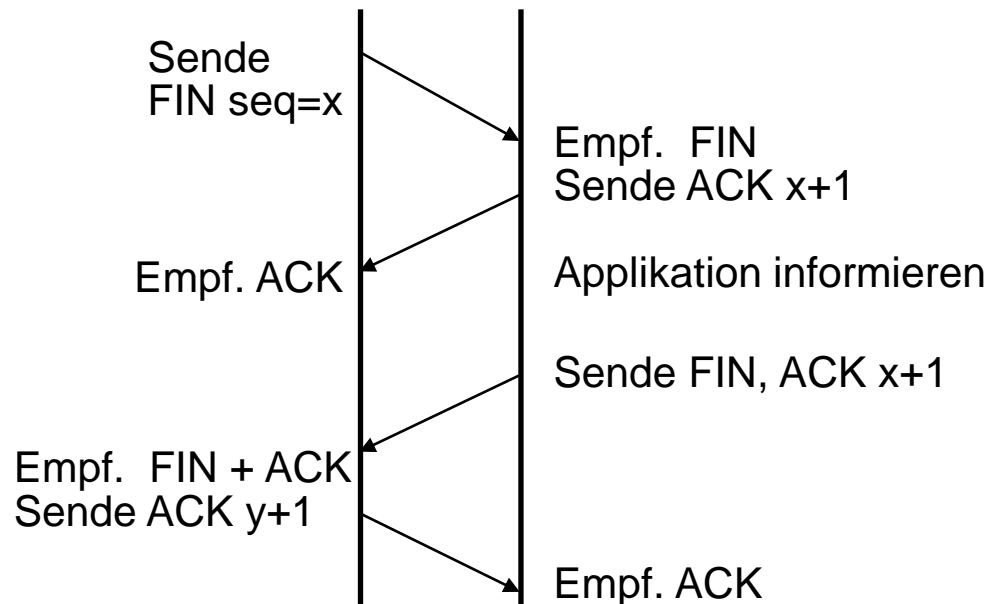 Sende
FIN seq=x
Empf. FIN
Sende ACK x+1
Empf. ACK
Applikation informieren
Sende FIN, ACK x+1
Empf. FIN + ACK
Sende ACK y+1
Empf. ACK